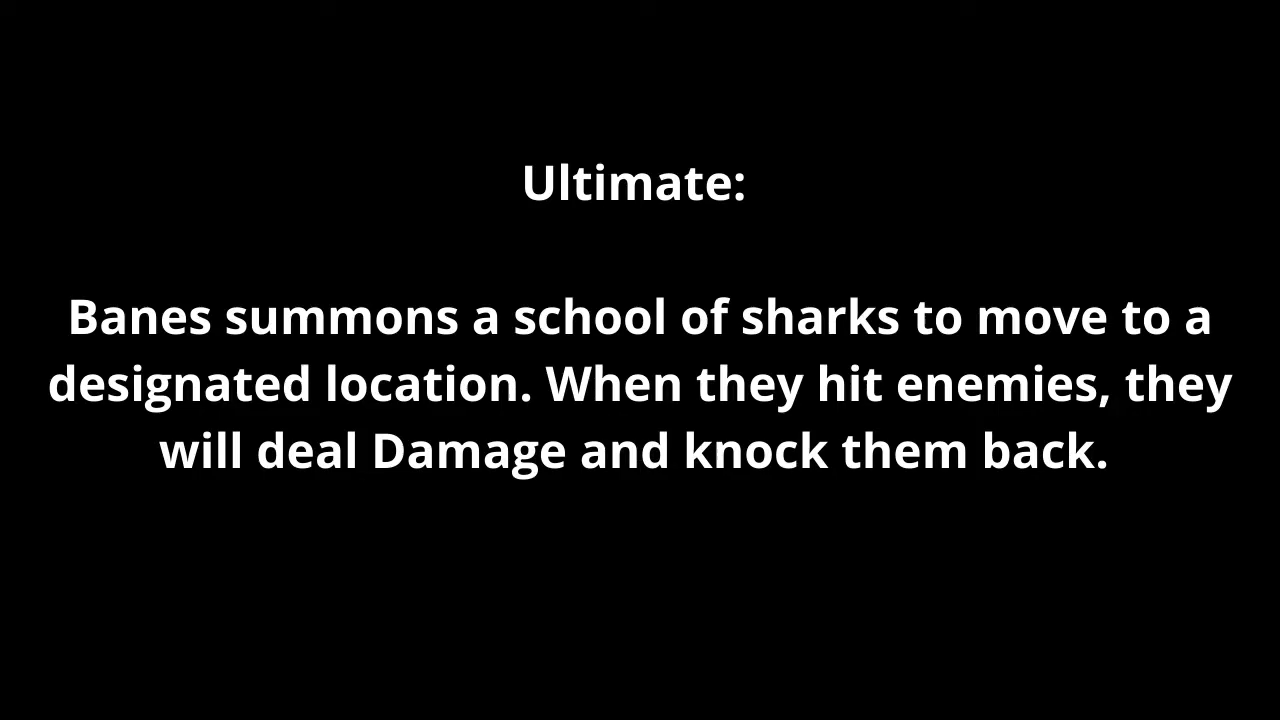 Ultimate:
Banes summons a school of sharks to move to a
designated location. When they hit enemies, they
will deal Damage and knock them back.